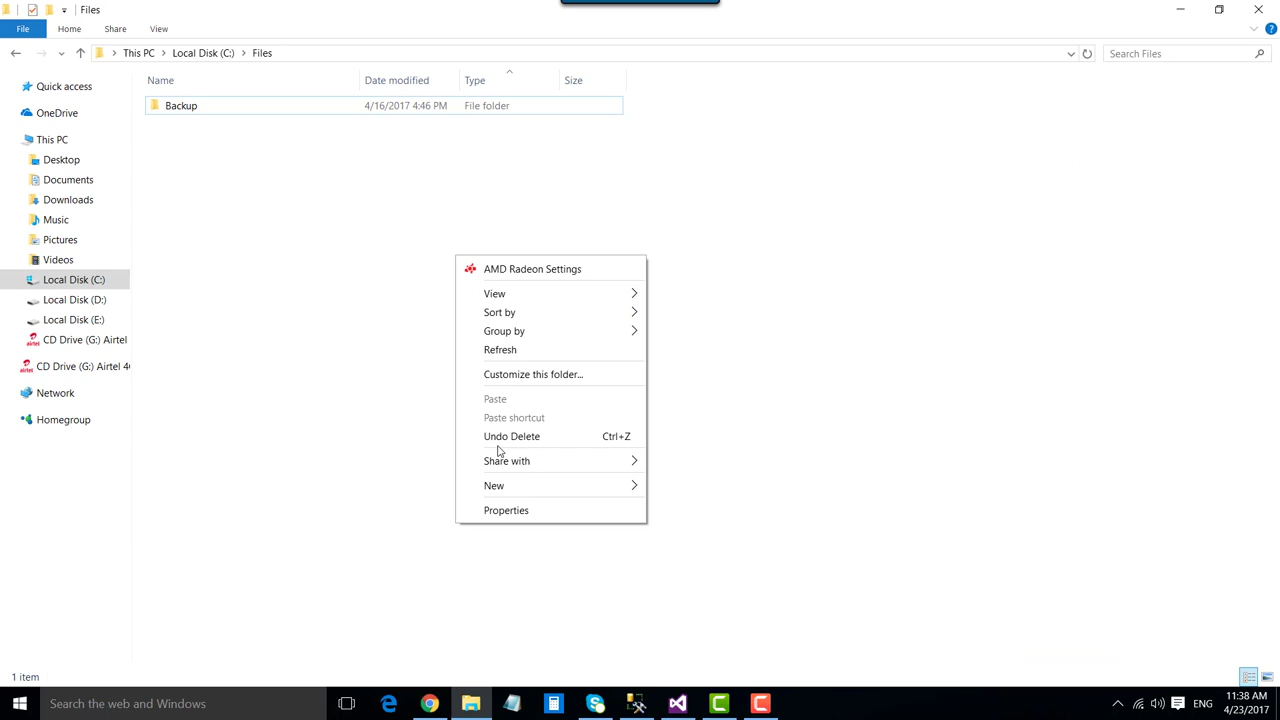 Files
File Home Share View
This PC Local Disk (C:) Files
Search Files
Name Date modified Type Size
Backup 4/16/2017 4:46 PM File folder
Quick access
OneDrive
This PC
Desktop
Documents
Downloads
Music
Pictures
Videos
Local Disk (C:)
Local Disk (D:)
Local Disk (E:)
airtel CD Drive (G:) Airtel
airtel CD Drive (G:) Airtel 4
Network
Homegroup
AMD Radeon Settings
View
Sort by
Group by
Refresh
Customize this folder...
Paste
Paste shortcut
Undo Delete Ctrl+Z
Share with
New
Properties
1 item
Search the web and Windows
ENG
11:38 AM
4/23/2017